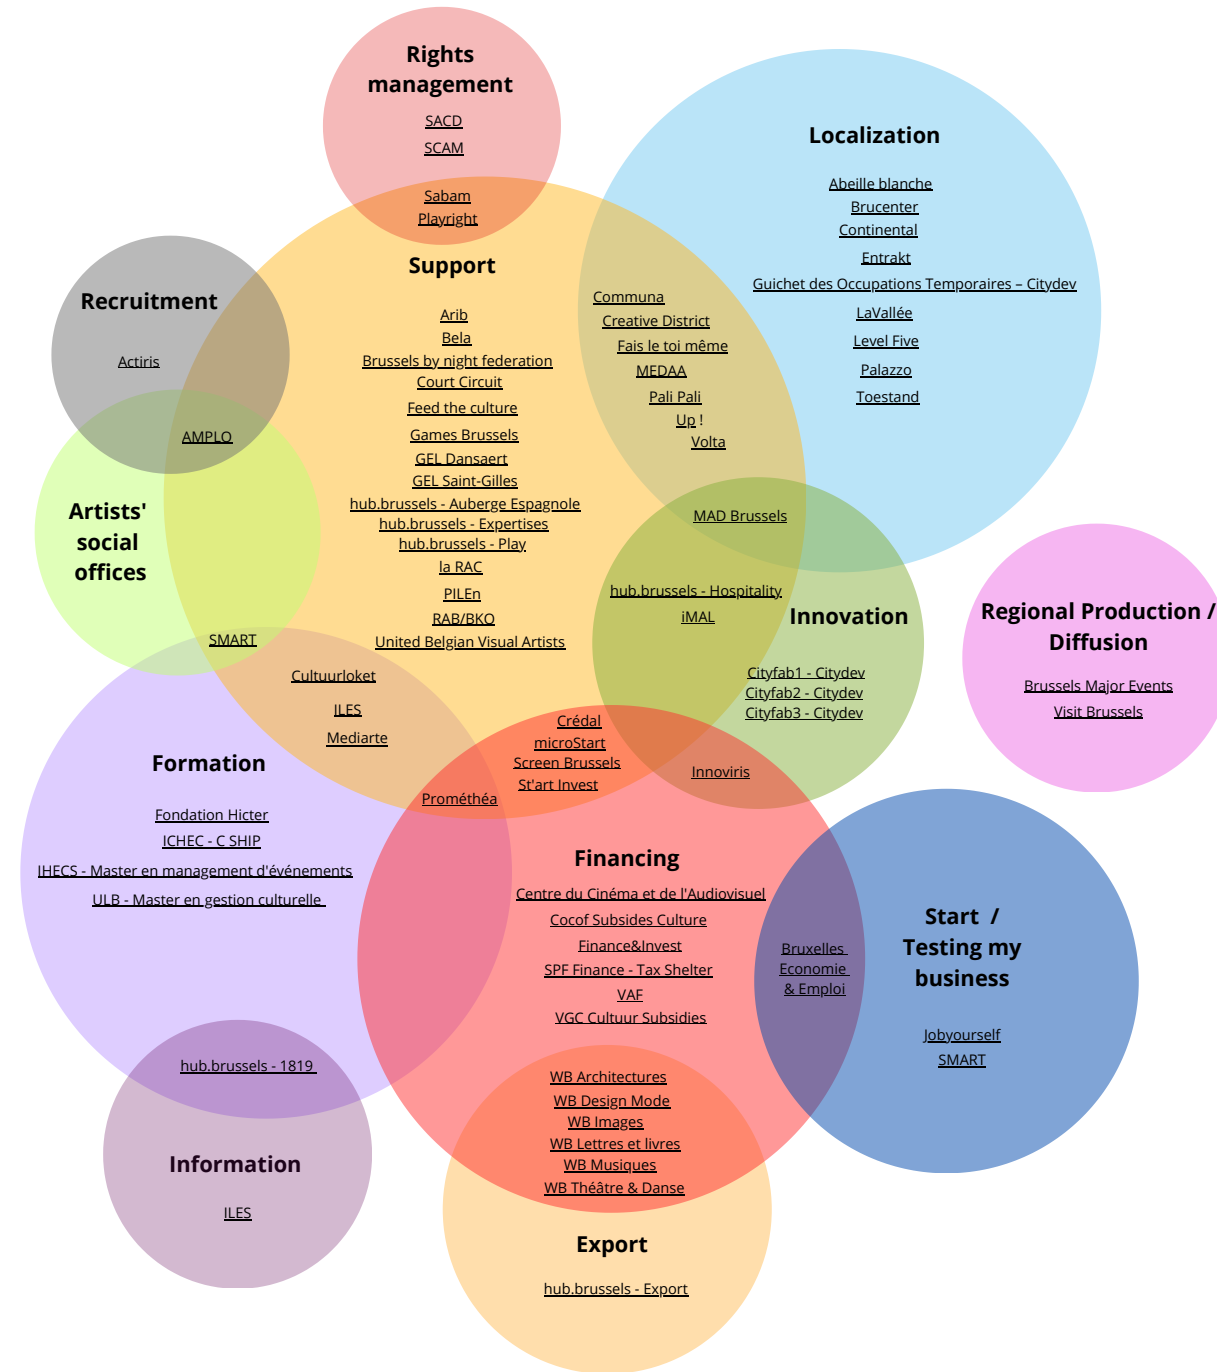 Rights
management
SACD
SCAM
Sabam
Playright
Localization
Abeille blanche
Brucenter
Continental
Entrakt
Guichet des Occupations Temporaires – Citydev
LaVallée
Level Five
Palazzo
Toestand
Support
Arib
Bela
Brussels by night federation
Court Circuit
Feed the culture
Games Brussels
GEL Dansaert
GEL Saint-Gilles
hub.brussels - Auberge Espagnole
hub.brussels - Expertises
hub.brussels - Play
la RAC
PILEn
RAB/BKO
United Belgian Visual Artists
Communa
Creative District
Fais le toi même
MEDAA
Pali Pali
Up !
Volta
Recruitment
Actiris
AMPLO
Artists'
social
offices
SMART
MAD Brussels
hub.brussels - Hospitality
iMAL
Innovation
Cityfab1 - Citydev
Cityfab2 - Citydev
Cityfab3 - Citydev
Innoviris
Regional Production /
Diffusion
Brussels Major Events
Visit Brussels
Cultuurloket
ILES
Mediarte
Crédal
microStart
Screen Brussels
St'art Invest
Prométhéa
Formation
Fondation Hicter
ICHEC - C SHIP
IHECS - Master en management d'événements
ULB - Master en gestion culturelle
Financing
Centre du Cinéma et de l'Audiovisuel
Cocof Subsides Culture
Finance&Invest
SPF Finance - Tax Shelter
VAF
VGC Cultuur Subsidies
Bruxelles
Economie
& Emploi
Start /
Testing my
business
Jobyourself
SMART
hub.brussels - 1819
Information
ILES
WB Architectures
WB Design Mode
WB Images
WB Lettres et livres
WB Musiques
WB Théâtre & Danse
Export
hub.brussels - Export